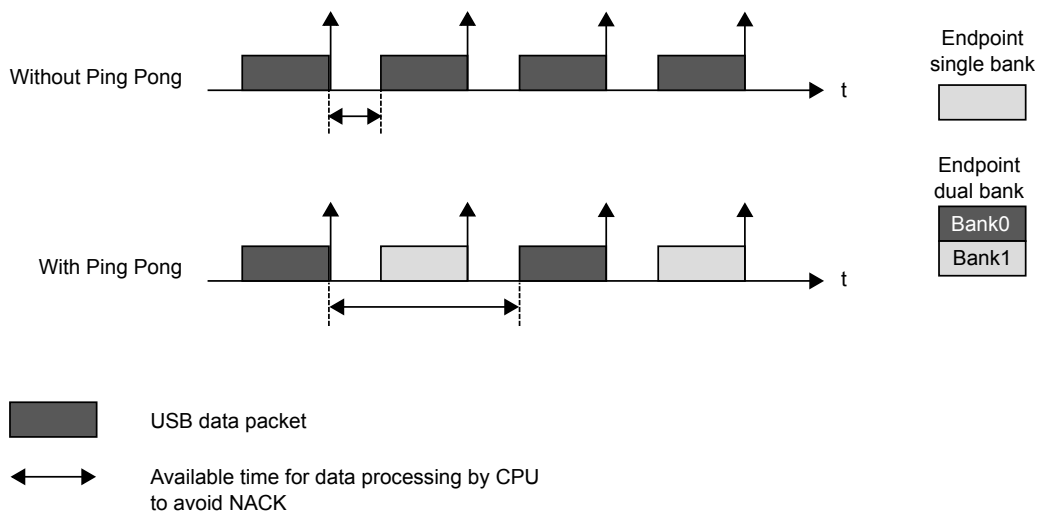 Without Ping Pong
t
Endpoint
single bank
Endpoint
dual bank
Bank0
Bank1
With Ping Pong
t
USB data packet
Available time for data processing by CPU
to avoid NACK